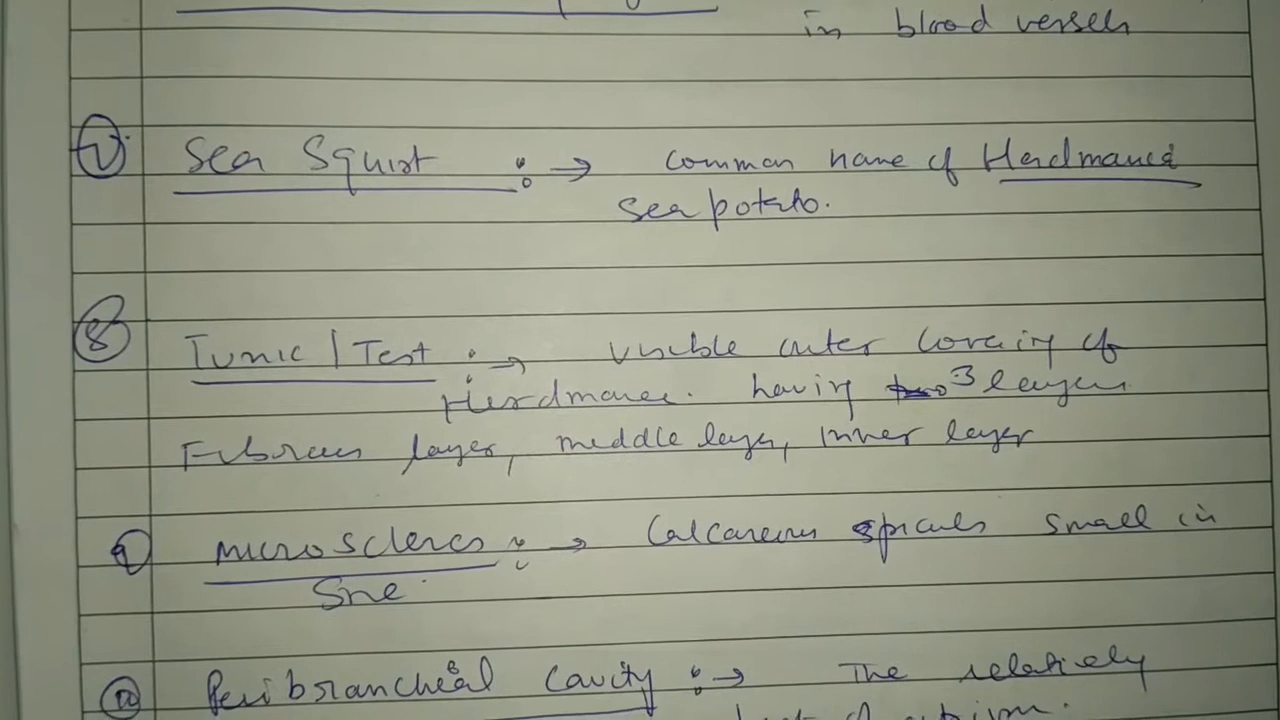 in blood vessels
7 Sea Squirt :→ Common name of Herdmania
Sea potato.
8 Tunic / Test :→ Visible outer covering of
Herdmania. having two 3 layers
Fibrous layer, middle layer, inner layer
9 Microscleres :→ Calcareous spicules small in
Size
10 Peribrancheal Cavity :→ The relatively